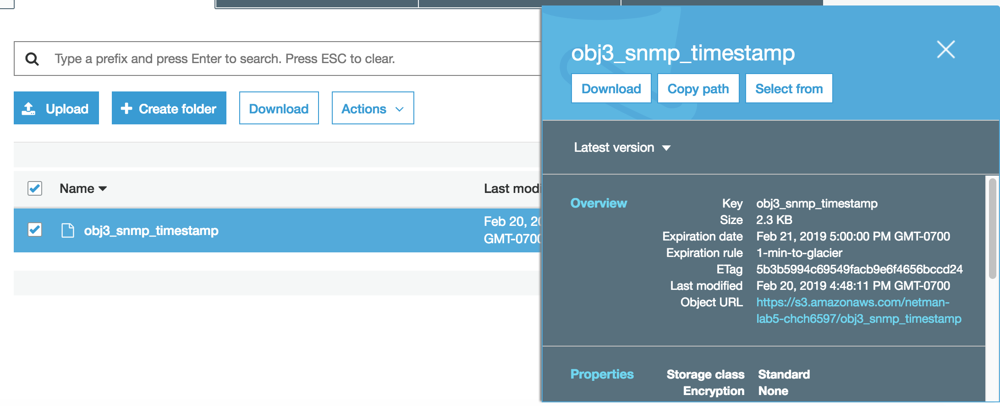 Type a prefix and press Enter to search. Press ESC to clear.
Upload
Create folder
Download
Actions
Name
Last modi
obj3_snmp_timestamp
Feb 20, 20
GMT-0700
obj3_snmp_timestamp
Download
Copy path
Select from
Latest version
Overview
Key obj3_snmp_timestamp
Size 2.3 KB
Expiration date Feb 21, 2019 5:00:00 PM GMT-0700
Expiration rule 1-min-to-glacier
ETag 5b3b5994c69549facb9e6f4656bccd24
Last modified Feb 20, 2019 4:48:11 PM GMT-0700
Object URL https://s3.amazonaws.com/netman-
lab5-chch6597/obj3_snmp_timestamp
Properties
Storage class Standard
Encryption None